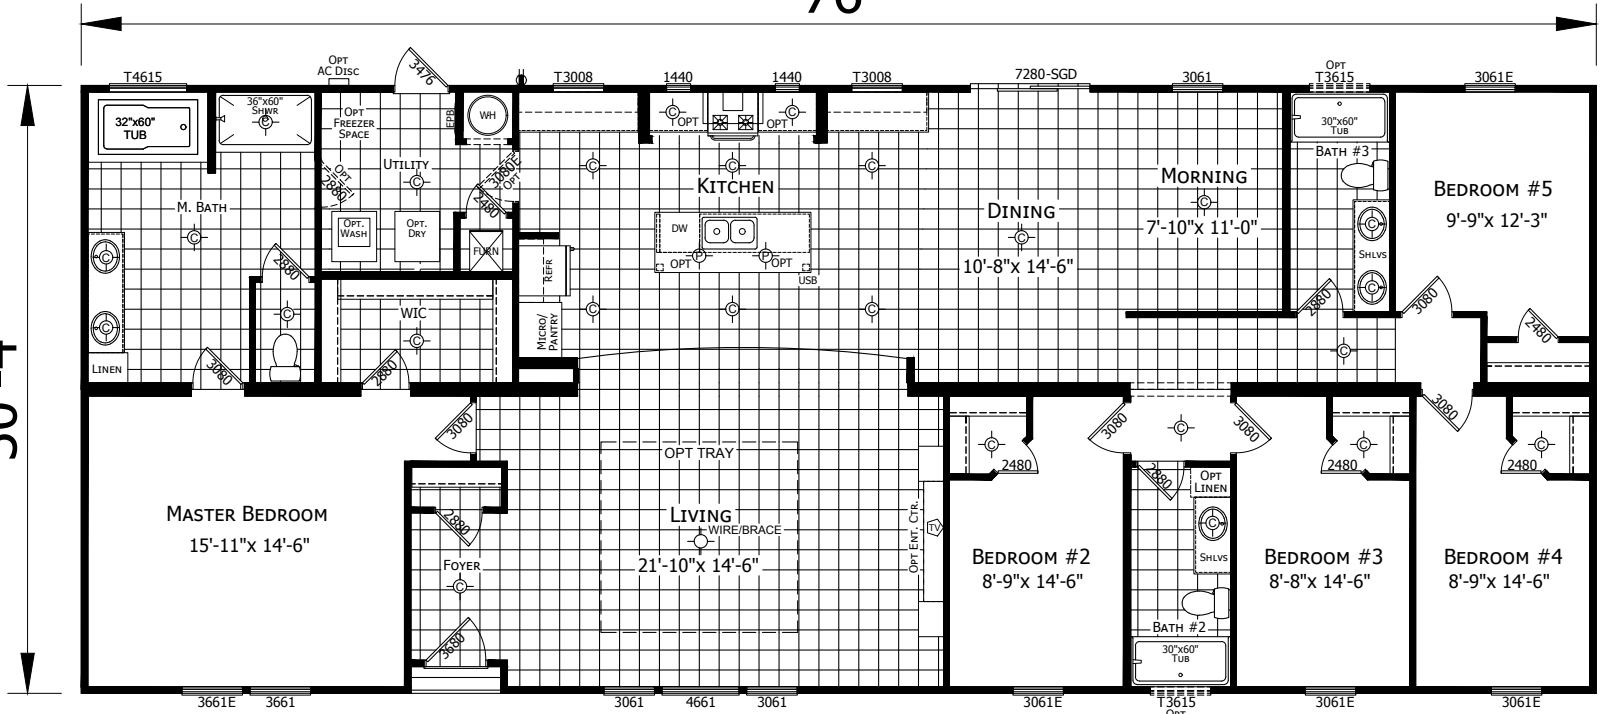 76
OPT
AC DISC
3476
T4615
T3008
1440
1440
T3008
7280-SGD
3061
OPT
T3615
3061E
32"x60"
TUB
36"x60"
SHWR
OPT
FREEZER
SPACE
EPB
WH
OPT
OPT
30"x60"
TUB
BATH #3
UTILITY
OPT
2880
3080
OPT
2480
KITCHEN
MORNING
7'-10"x 11'-0"
BEDROOM #5
9'-9"x 12'-3"
M. BATH
OPT.
WASH
OPT.
DRY
FURN
DW
OPT
OPT
USB
DINING
10'-8"x 14'-6"
SHLVS
2880
REFR
2880
3080
WIC
MICRO/
PANTRY
2480
LINEN
3080
2880
3080
3080
3080
3080
OPT TRAY
2480
2480
2480
2880
OPT
LINEN
MASTER BEDROOM
15'-11"x 14'-6"
2880
LIVING
WIRE/BRACE
21'-10"x 14'-6"
OPT ENT. CTR.
TV
FOYER
BEDROOM #2
8'-9"x 14'-6"
SHLVS
BEDROOM #3
8'-8"x 14'-6"
BEDROOM #4
8'-9"x 14'-6"
BATH #2
3680
30"x60"
TUB
3661E
3661
3061
4661
3061
3061E
T3615
OPT
3061E
3061E